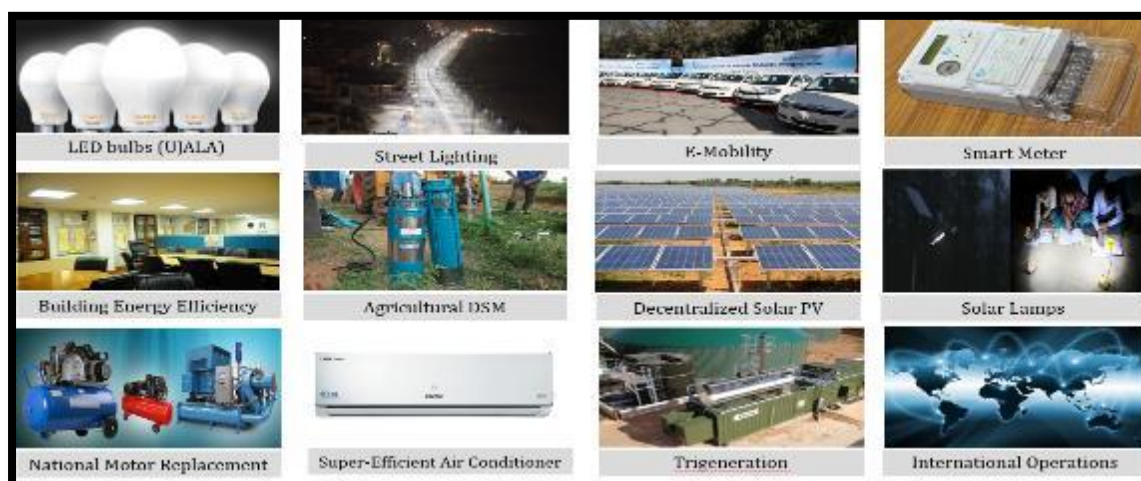 LED bulbs (UJALA)
Street Lighting
E-Mobility
Smart Meter
Building Energy Efficiency
Agricultural DSM
Decentralized Solar PV
Solar Lamps
National Motor Replacement
Super-Efficient Air Conditioner
Trigeneration
International Operations